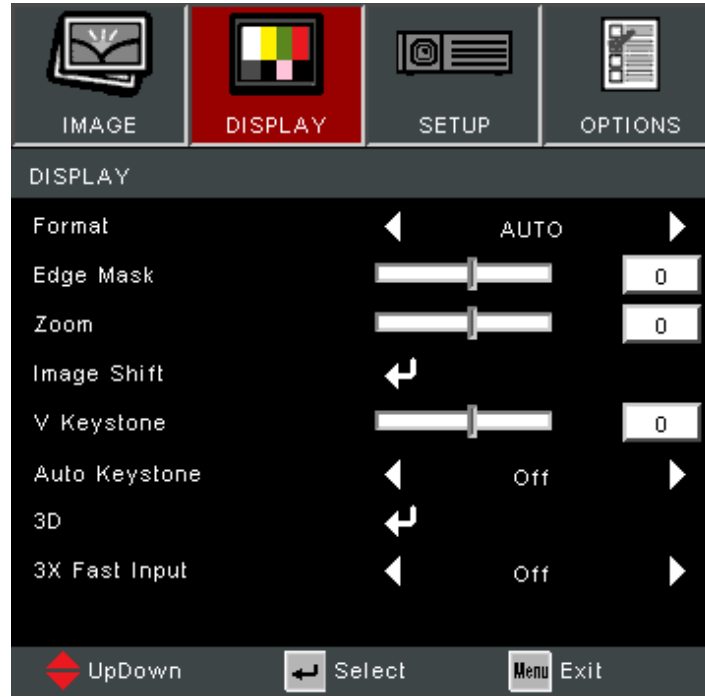 IMAGE DISPLAY SETUP OPTIONS
DISPLAY
Format AUTO
Edge Mask 0
Zoom 0
Image Shift
V Keystone 0
Auto Keystone Off
3D
3X Fast Input Off
UpDown Select Menu Exit